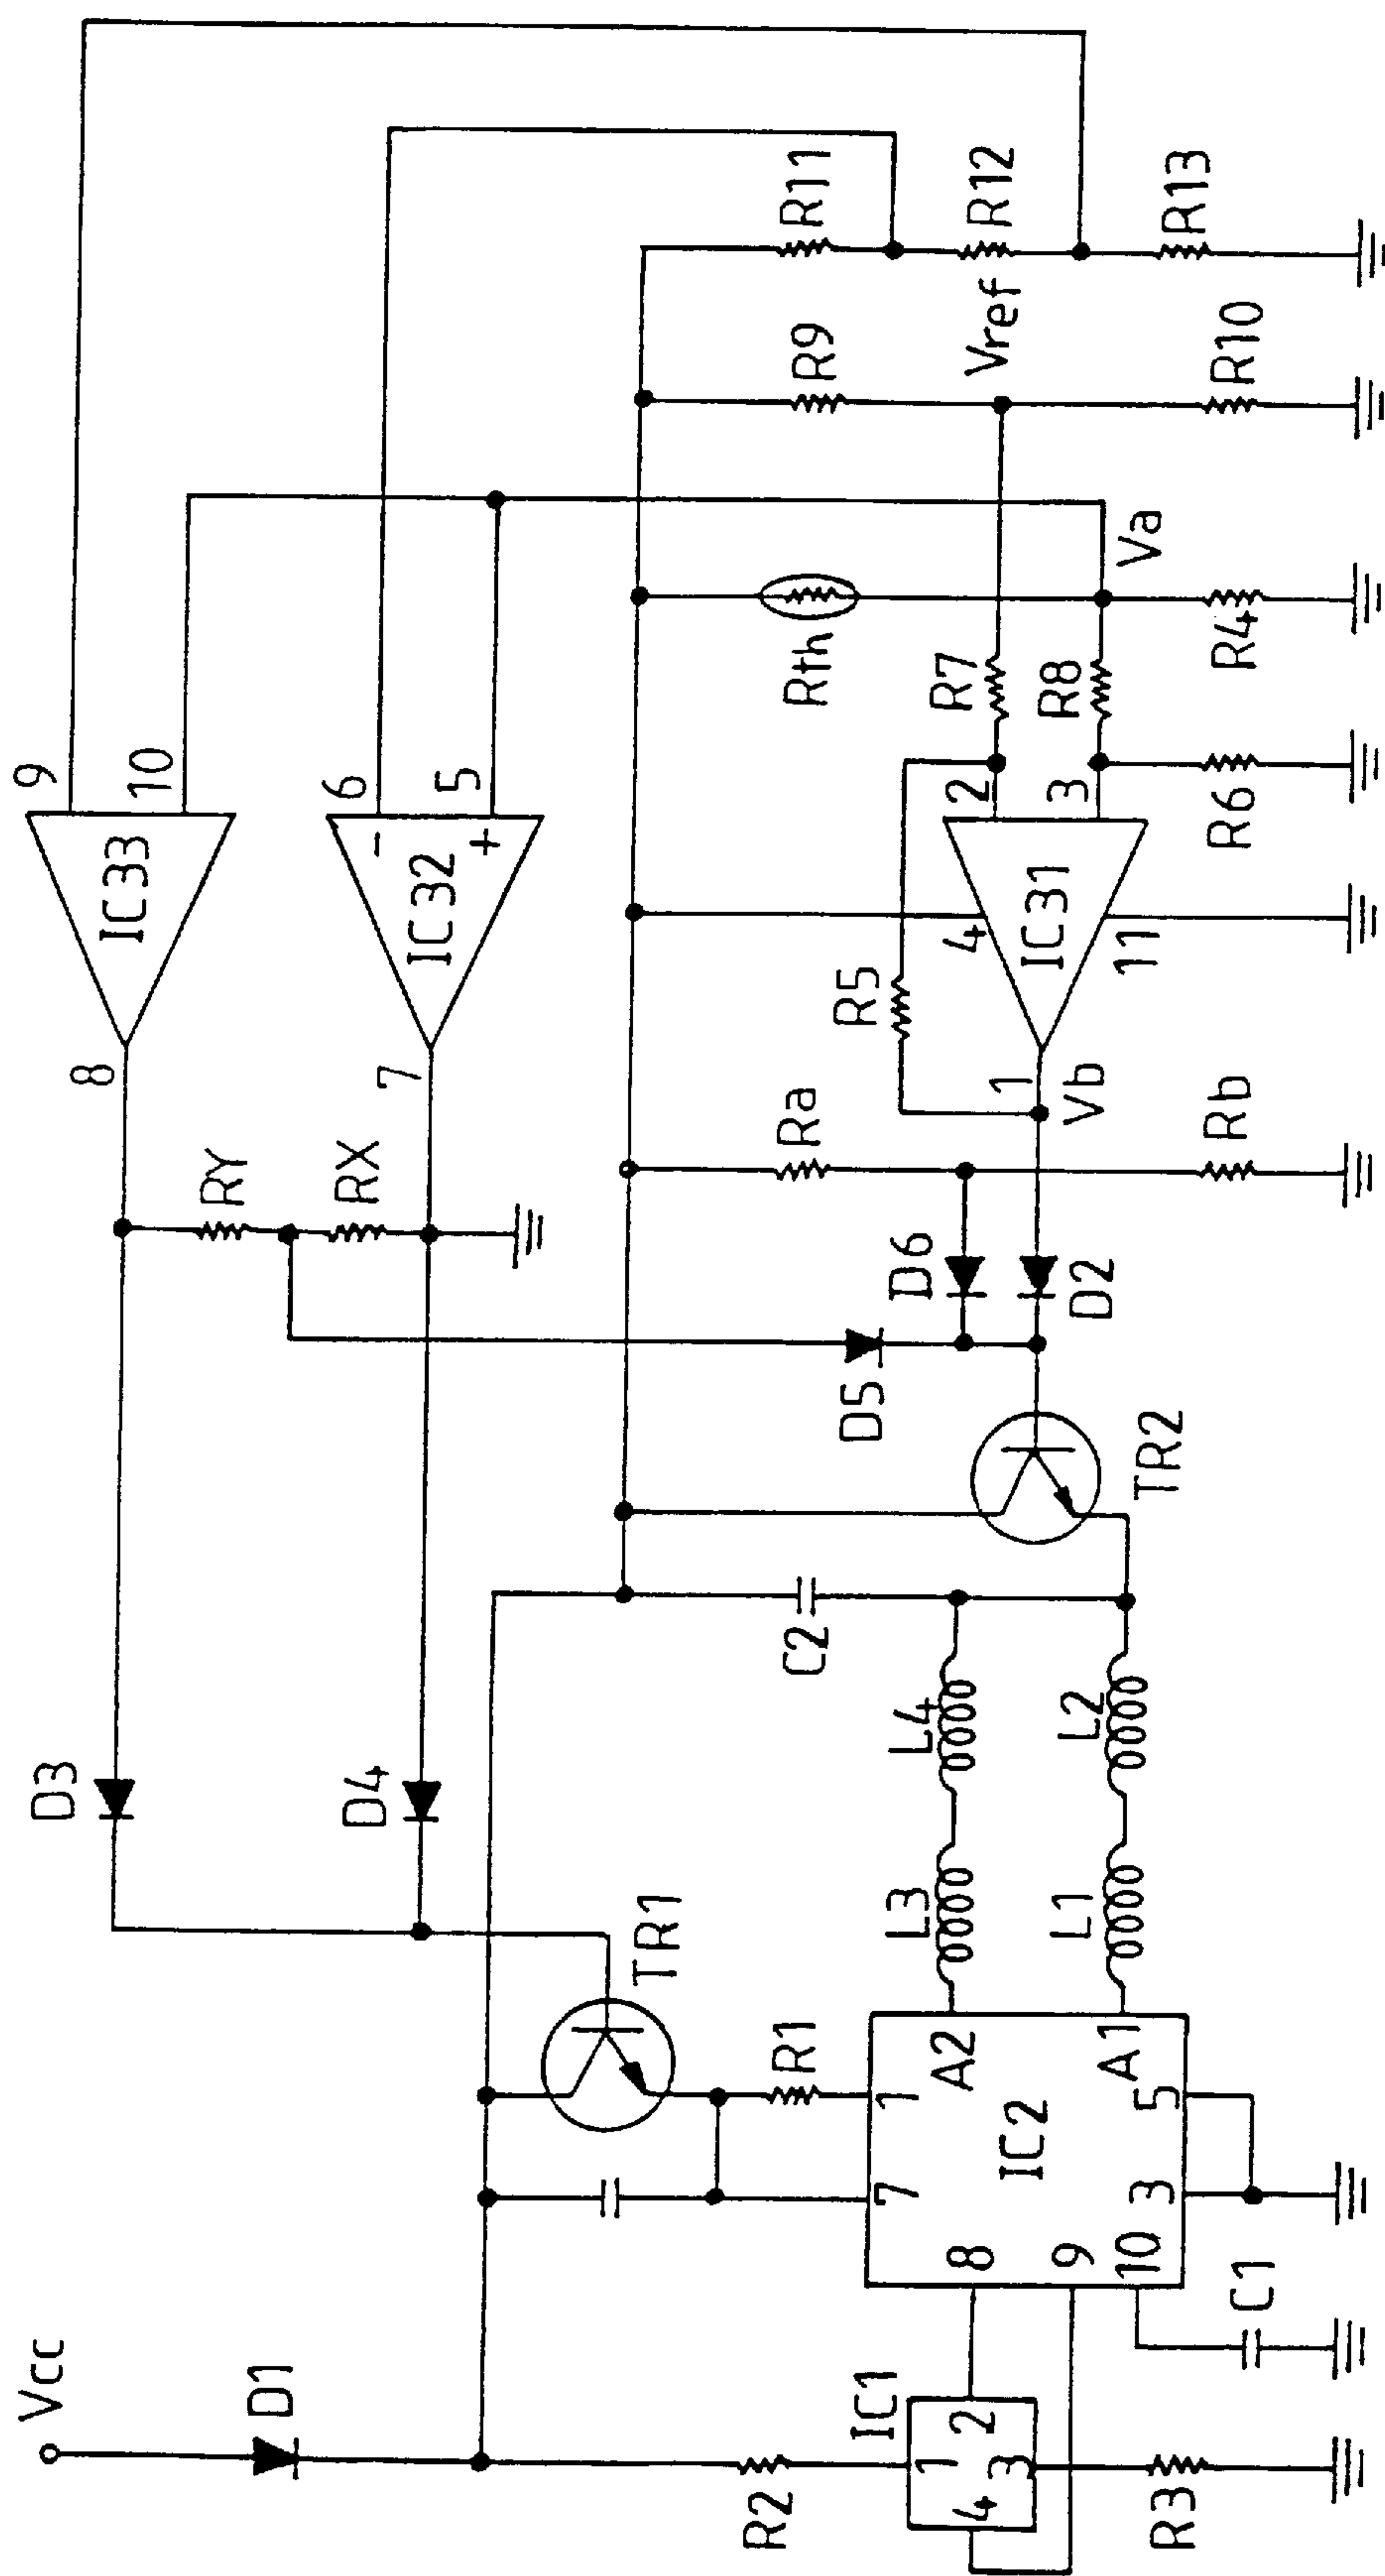 Vcc
D1
R2
IC1
1
2
3
4
R3
C1
IC2
7
1
8
9
10
3
5
A2
A1
R1
TR1
D3
D4
L3
L4
L1
L2
C2
TR2
D5
D6
D2
RY
RX
Ra
Rb
Vb
8
IC33
9
10
7
IC32
-
+
6
5
R5
1
IC31
4
11
2
3
R7
R8
R6
Rth
R4
Va
R9
Vref
R10
R11
R12
R13